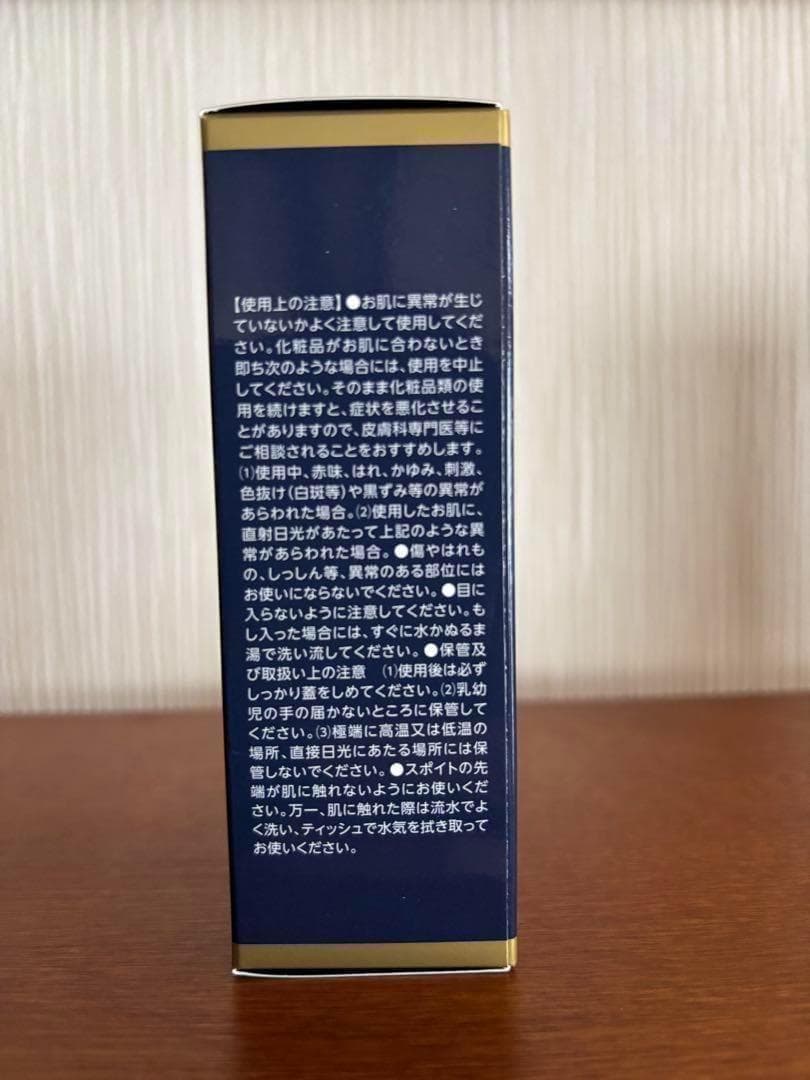 【使用上の注意】●お肌に異常が生じ
ていないかよく注意して使用してくだ
さい。化粧品がお肌に合わないとき
即ち次のような場合には、使用を中止
してください。そのまま化粧品類の使
用を続けますと、症状を悪化させるこ
とがありますので、皮膚科専門医等に
ご相談されることをおすすめします。
(1)使用中、赤味、はれ、かゆみ、刺激、
色抜け(白斑等)や黒ずみ等の異常が
あらわれた場合。(2)使用したお肌に、
直射日光があたって上記のような異
常があらわれた場合。●傷やはれも
の、しっしん等、異常のある部位には
お使いにならないでください。●目に
入らないように注意してください。も
し入った場合には、すぐに水かぬるま
湯で洗い流してください。●保管及
び取扱い上の注意　(1)使用後は必ず
しっかり蓋をしめてください。(2)乳幼
児の手の届かないところに保管して
ください。(3)極端に高温又は低温の
場所、直接日光にあたる場所には保
管しないでください。●スポイトの先
端が肌に触れないようにお使いくだ
さい。万一、肌に触れた際は流水でよ
く洗い、ティッシュで水気を拭き取って
お使いください。